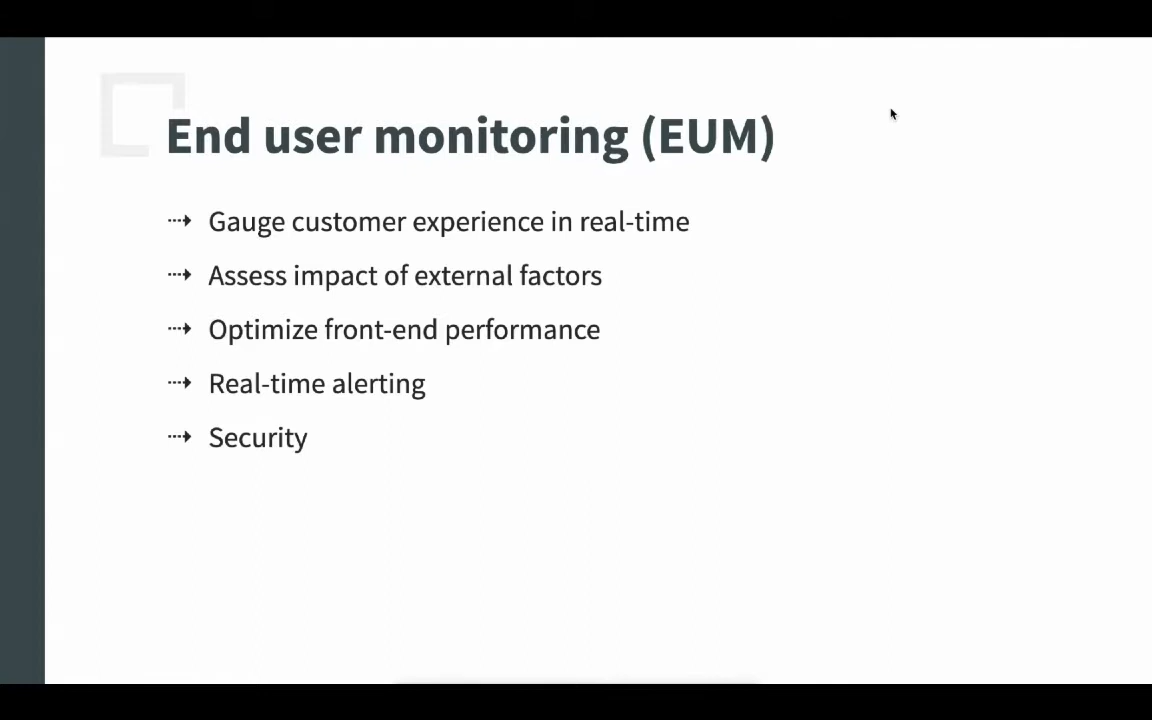 End user monitoring (EUM)
Gauge customer experience in real-time
Assess impact of external factors
Optimize front-end performance
Real-time alerting
Security